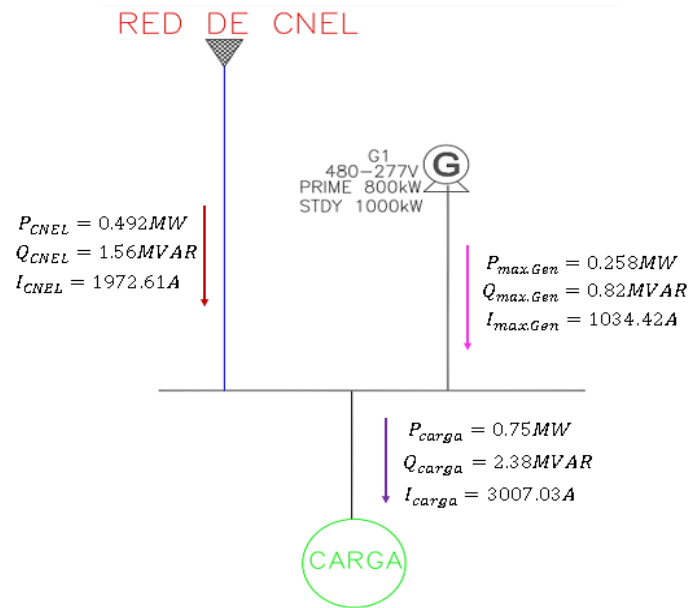 RED DE CNEL
G1
480-277V
PRIME 800kW
STDY 1000kW
G
P_CNEL = 0.492MW
Q_CNEL = 1.56MVAR
I_CNEL = 1972.61A
P_max.Gen = 0.258MW
Q_max.Gen = 0.82MVAR
I_max.Gen = 1034.42A
P_carga = 0.75MW
Q_carga = 2.38MVAR
I_carga = 3007.03A
CARGA